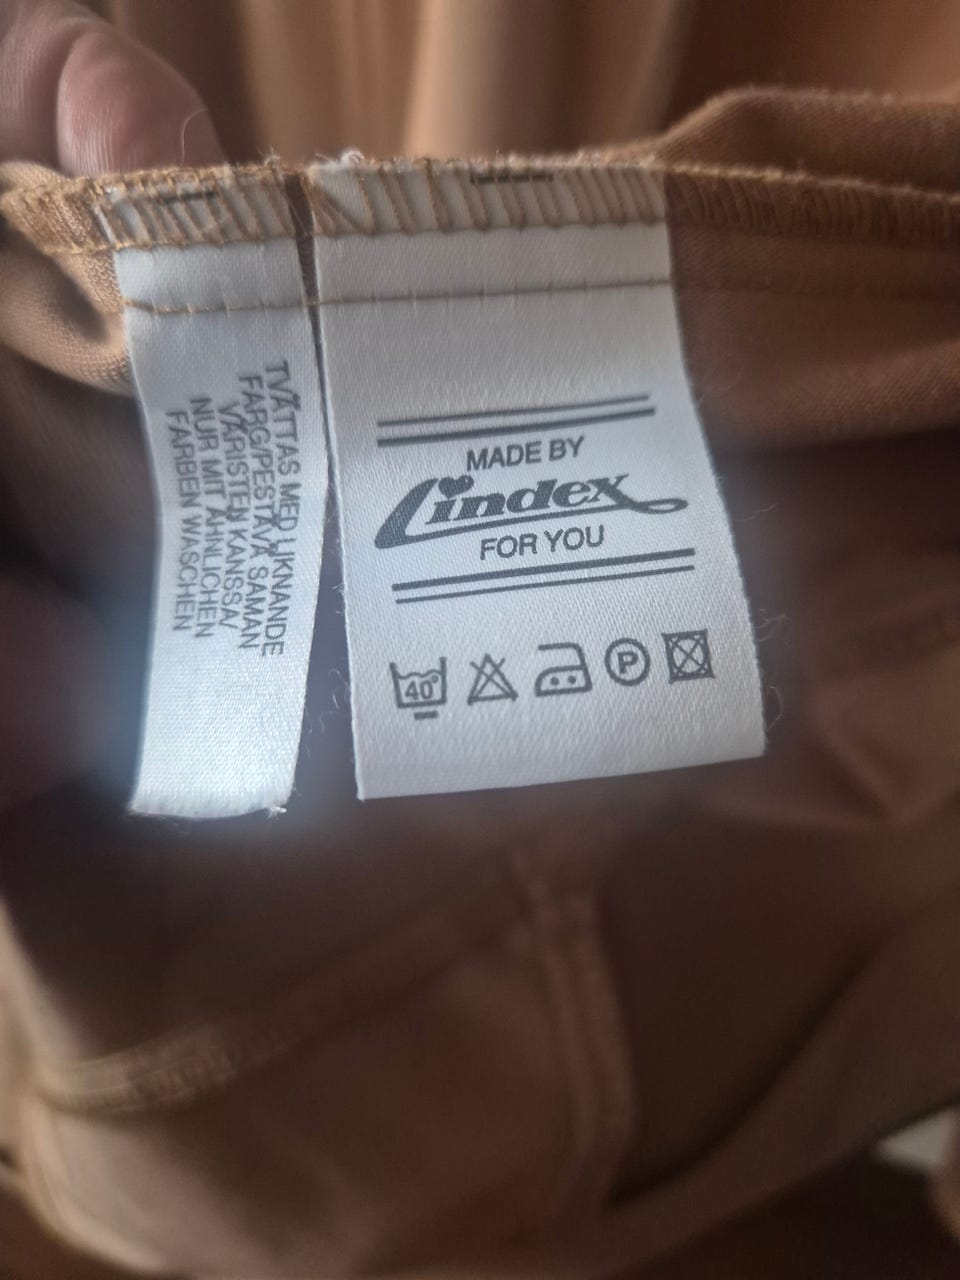 TVÄTTAS MED LIKNANDE
FÄRG/PESTÄVÄ SAMAN
VÄRISTEN KANSSA/
NUR MIT ÄHNLICHEN
FARBEN WASCHEN
MADE BY
Lindex
FOR YOU
40°
P